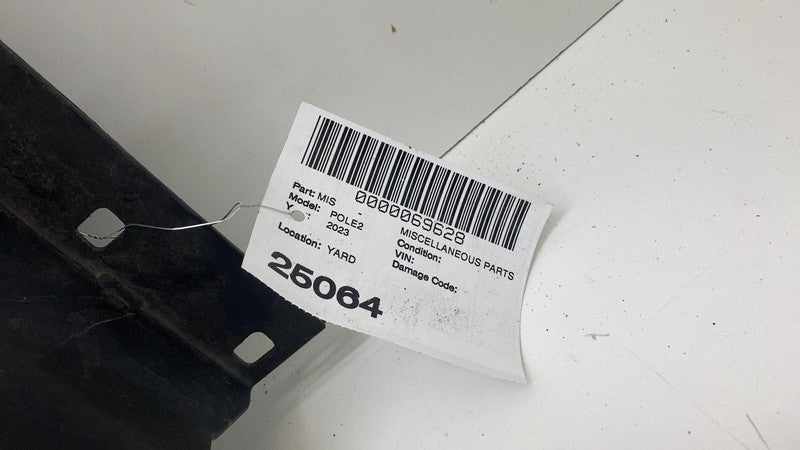 0000069628
Part: MIS - MISCELLANEOUS PARTS
Model: POLE2 Condition:
Y  : 2023 VIN:
Damage Code:
Location: YARD
25064